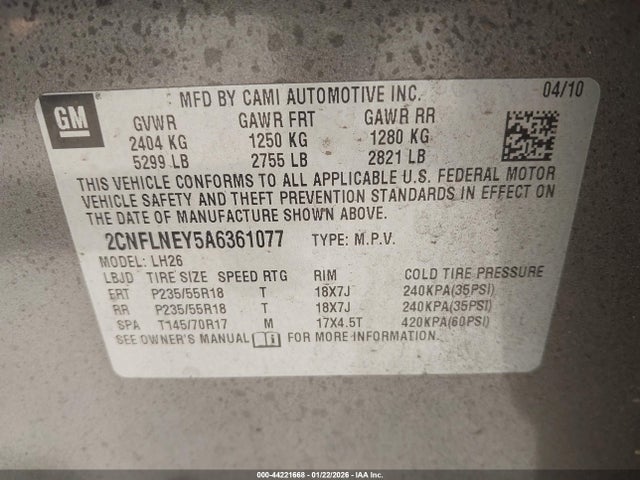 GM
MFD BY CAMI AUTOMOTIVE INC. 04/10
GVWR GAWR FRT GAWR RR
2404 KG 1250 KG 1280 KG
5299 LB 2755 LB 2821 LB
THIS VEHICLE CONFORMS TO ALL APPLICABLE U.S. FEDERAL MOTOR
VEHICLE SAFETY AND THEFT PREVENTION STANDARDS IN EFFECT ON
THE DATE OF MANUFACTURE SHOWN ABOVE.
2CNFLNEY5A6361077 TYPE: M.P.V.
MODEL: LH26
LBJD TIRE SIZE SPEED RTG RIM COLD TIRE PRESSURE
ERT P235/55R18 T 18X7J 240KPA(35PSI)
RR P235/55R18 T 18X7J 240KPA(35PSI)
SPA T145/70R17 M 17X4.5T 420KPA(60PSI)
SEE OWNER'S MANUAL i FOR MORE INFORMATION.
000-44221668 - 01/22/2026 - IAA Inc.